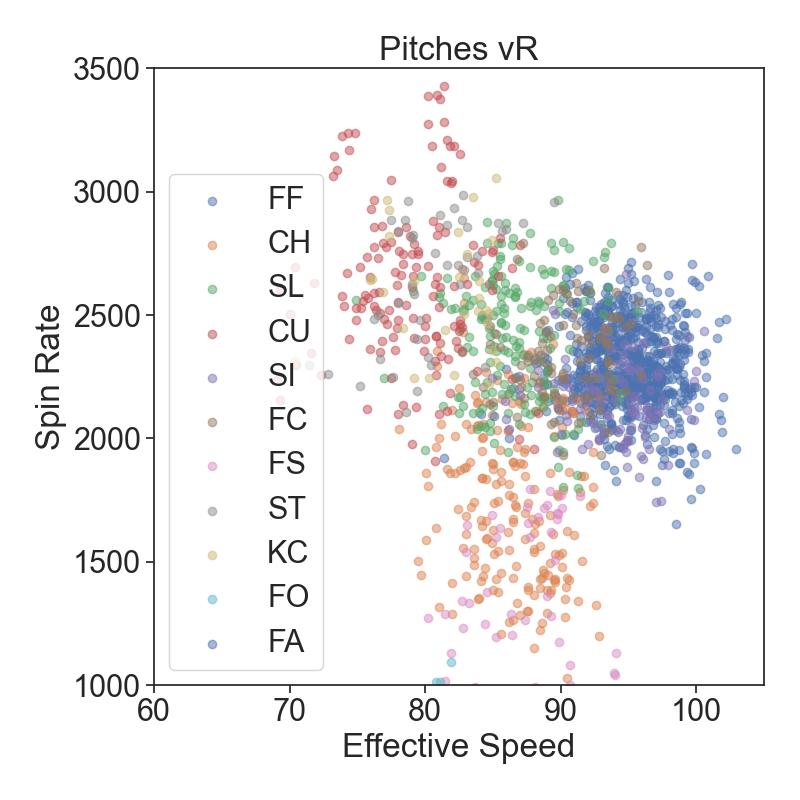 Pitches vR
3500
3000
2500
2000
1500
1000
Spin Rate
FF
CH
SL
CU
SI
FC
FS
ST
KC
FO
FA
60 70 80 90 100
Effective Speed